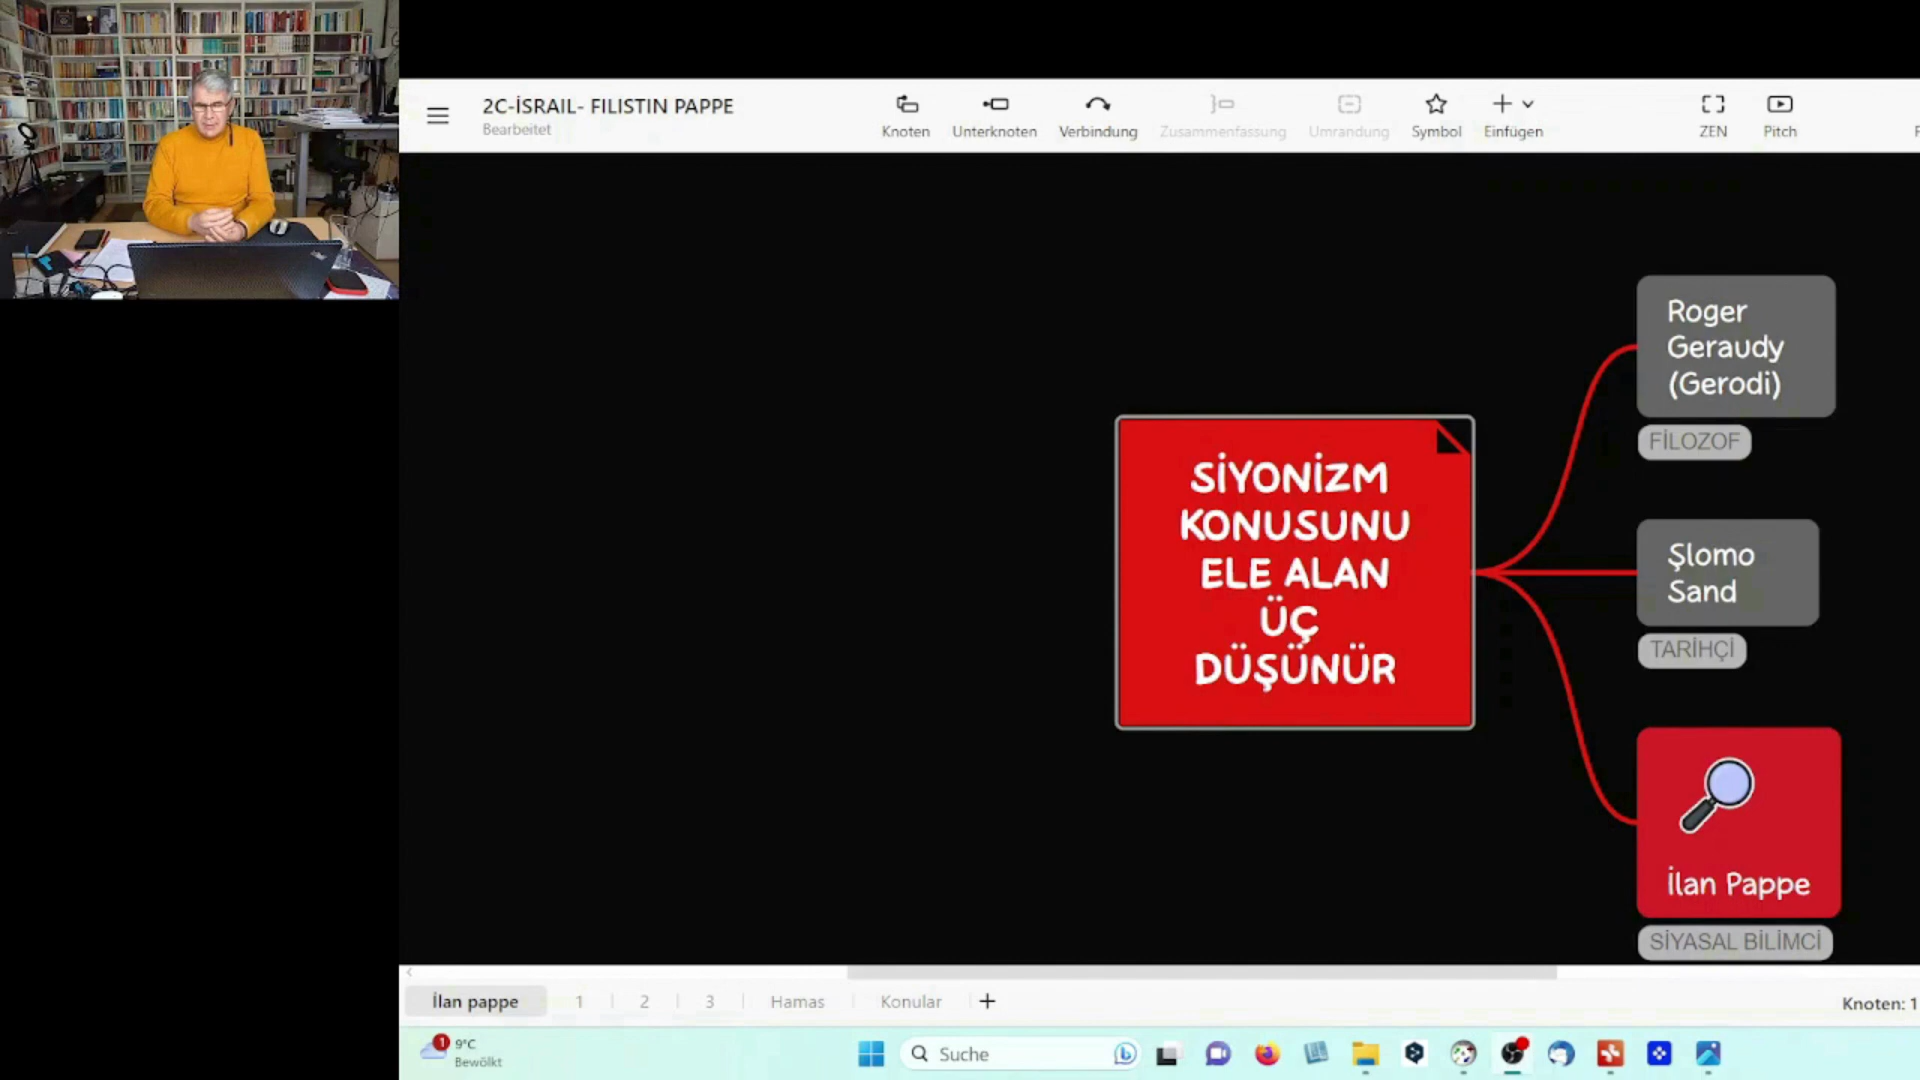 2C-İSRAIL- FILISTIN PAPPE
Bearbeitet
Knoten
Unterknoten
Verbindung
Zusammenfassung
Umrandung
Symbol
Einfügen
ZEN
Pitch
SİYONİZM
KONUSUNU
ELE ALAN
ÜÇ
DÜŞÜNÜR
Roger
Geraudy
(Gerodi)
FİLOZOF
Şlomo
Sand
TARİHÇİ
İlan Pappe
SİYASAL BİLİMCİ
İlan pappe
1
2
3
Hamas
Konular
Knoten: 1
1
9°C
Bewölkt
Suche